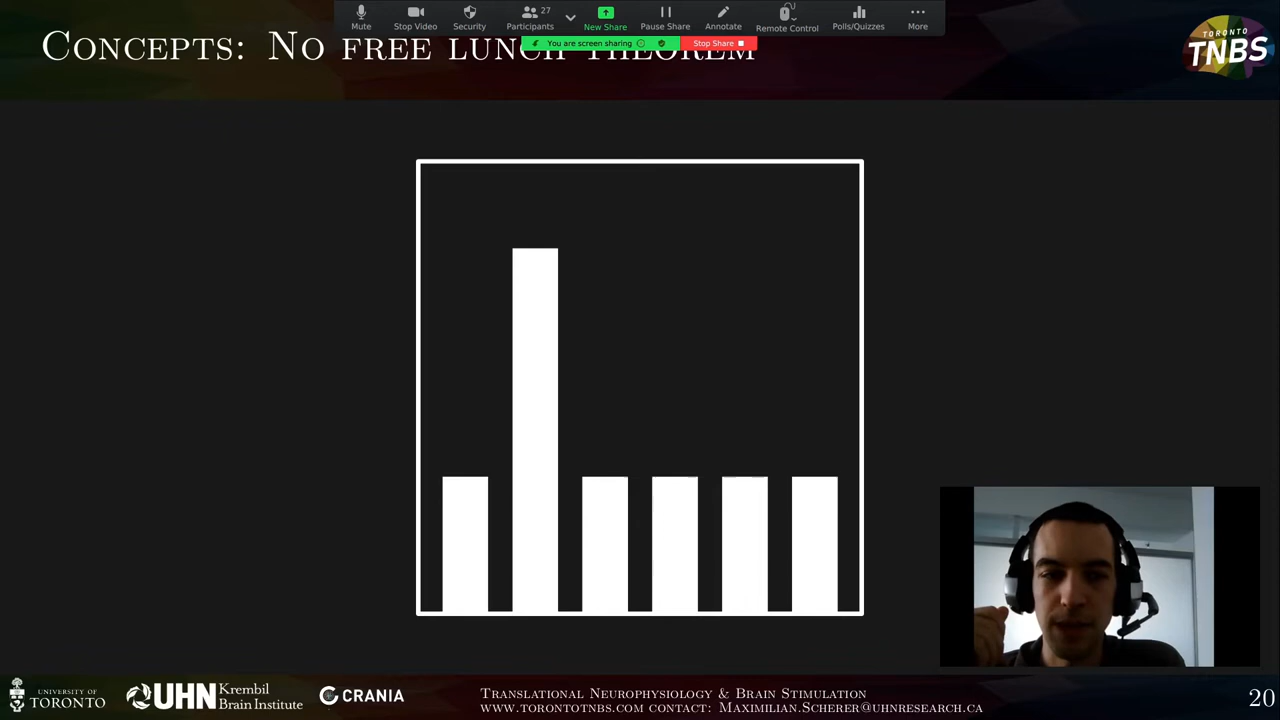 Mute
Stop Video
Security
Participants 27
New Share
Pause Share
Annotate
Remote Control
Polls/Quizzes
More
You are screen sharing
Stop Share
Concepts: No free lunch theorem
TORONTO
TNBS
UNIVERSITY OF
TORONTO
UHN Krembil
Brain Institute
CRANIA
Translational Neurophysiology & Brain Stimulation
www.torontotnbs.com contact: Maximilian.Scherer@uhnresearch.ca
20